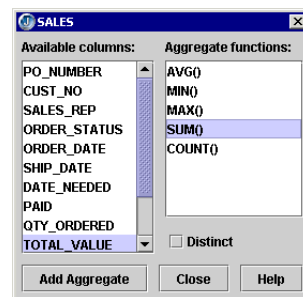 SALES
Available columns:
PO_NUMBER
CUST_NO
SALES_REP
ORDER_STATUS
ORDER_DATE
SHIP_DATE
DATE_NEEDED
PAID
QTY_ORDERED
TOTAL_VALUE
Aggregate functions:
AVG()
MIN()
MAX()
SUM()
COUNT()
Distinct
Add Aggregate
Close
Help